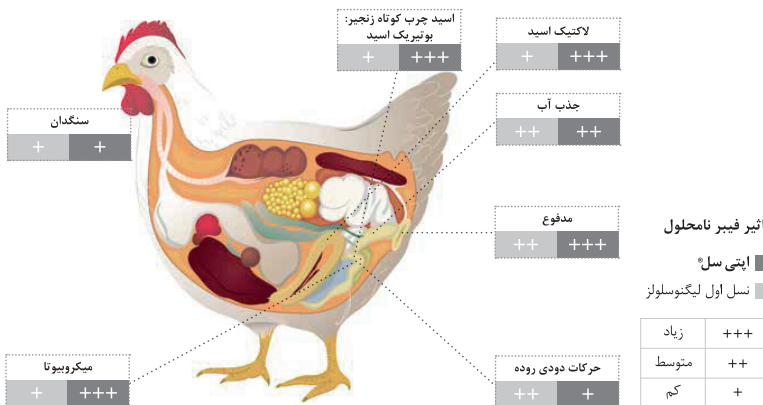 اسید چرب کوتاه زنجیر:
بوتیریک اسید
+ +++
لاکتیک اسید
+ +++
جذب آب
++ ++
سنگدان
+ +
مدفوع
++ +++
میکروبیوتا
+ +++
حرکات دودی روده
++ +
اثیر فیبر نامحلول
اپتی سل®
نسل اول لیگنوسلولز
+++ زیاد
++ متوسط
+ کم